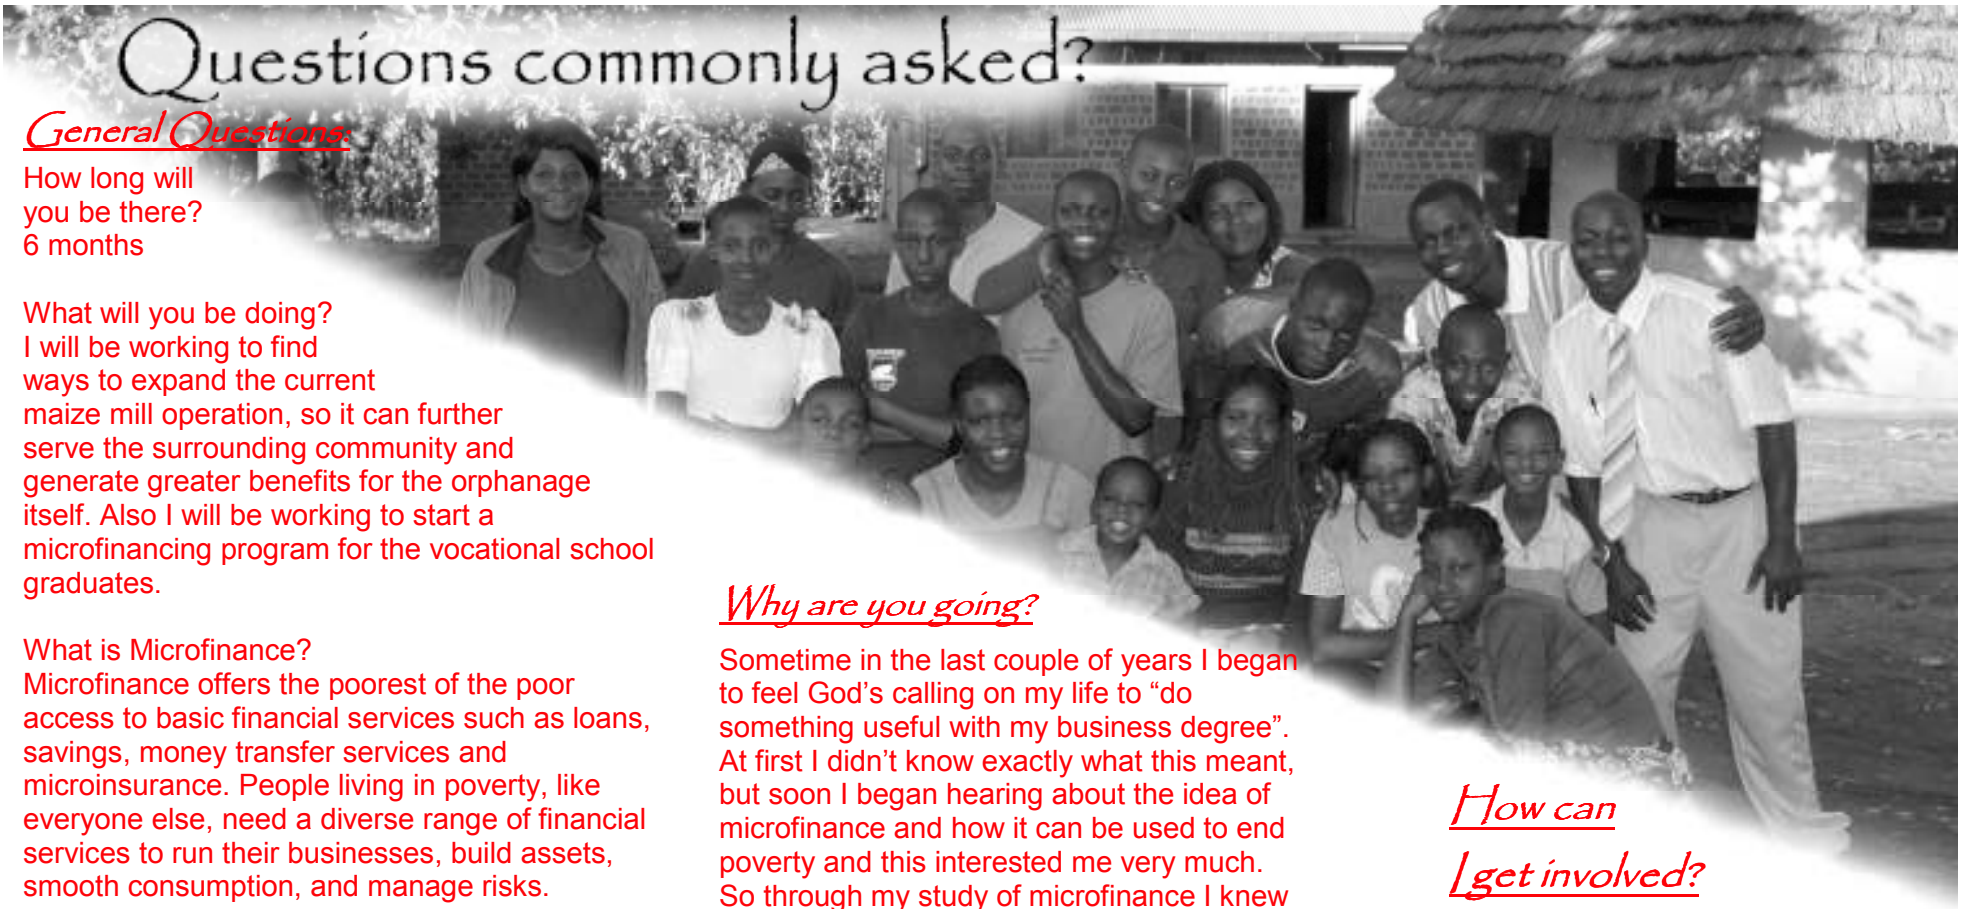 Questions commonly asked?
General Questions:
How long will
you be there?
6 months
What will you be doing?
I will be working to find
ways to expand the current
maize mill operation, so it can further
serve the surrounding community and
generate greater benefits for the orphanage
itself. Also I will be working to start a
microfinancing program for the vocational school
graduates.
What is Microfinance?
Microfinance offers the poorest of the poor
access to basic financial services such as loans,
savings, money transfer services and
microinsurance. People living in poverty, like
everyone else, need a diverse range of financial
services to run their businesses, build assets,
smooth consumption, and manage risks.
Why are you going?
Sometime in the last couple of years I began
to feel God’s calling on my life to “do
something useful with my business degree”.
At first I didn’t know exactly what this meant,
but soon I began hearing about the idea of
microfinance and how it can be used to end
poverty and this interested me very much.
So through my study of microfinance I knew
How can
I get involved?